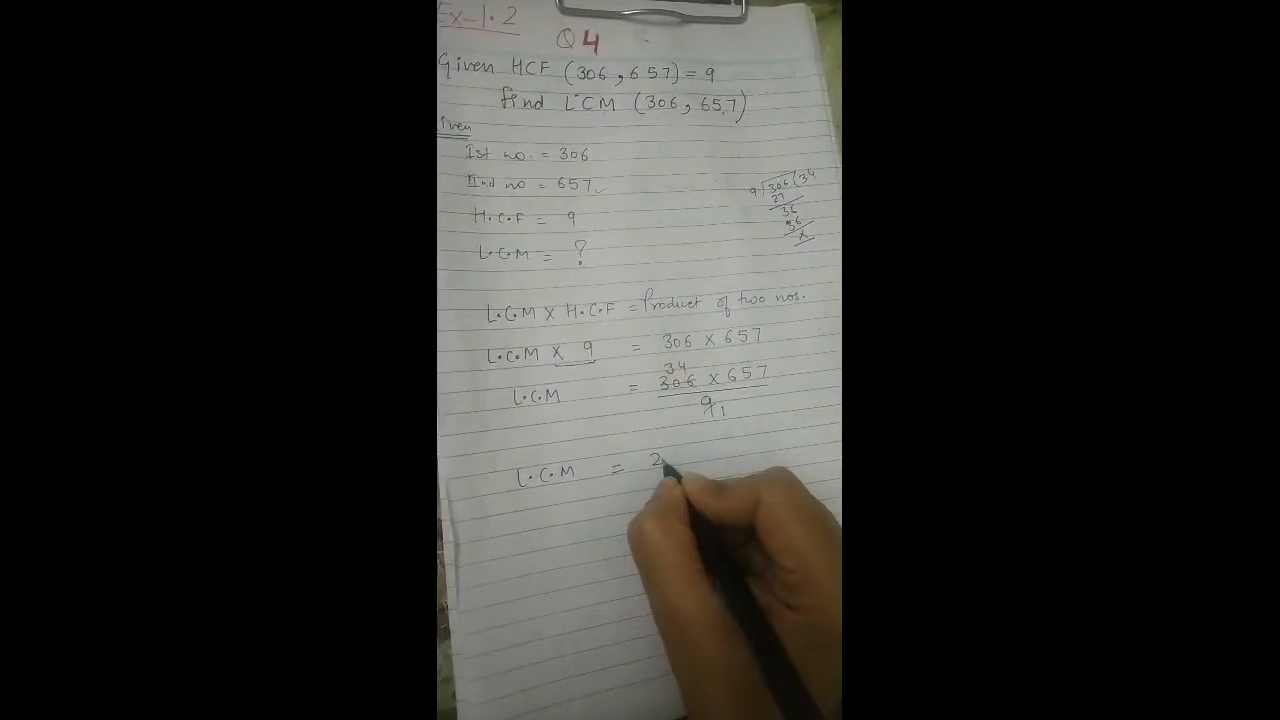 Ex-1.2
Q4
Given HCF (306, 657) = 9
find LCM (306, 657)
iven
Ist no. = 306
IInd no = 657
H.C.F = 9
L.C.M = ?
9 306 (34
27
36
36
x
L.C.M X H.C.F = Product of two nos.
L.C.M X 9 = 306 X 657
34
L.C.M = 306 X 657
9 1
L.C.M = 2